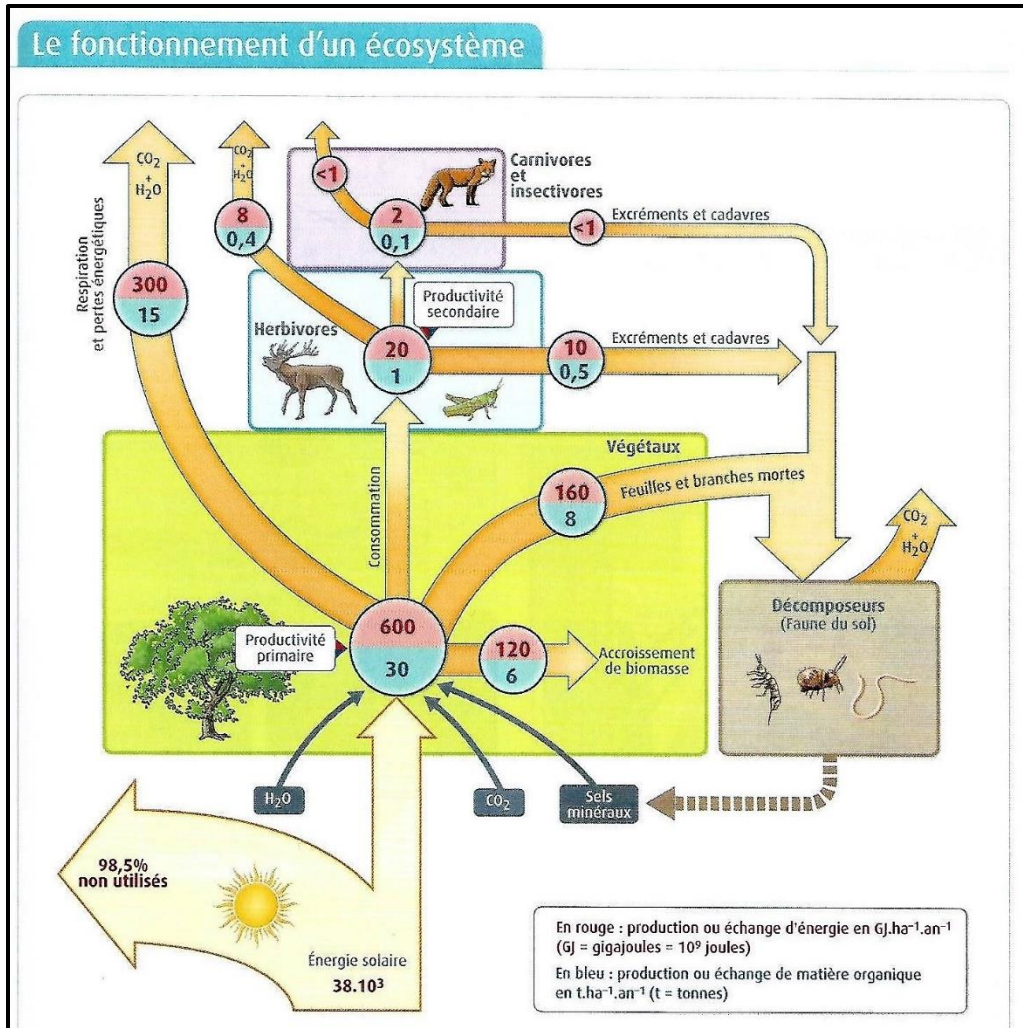 Le fonctionnement d'un écosystème
CO₂
+
H₂O
CO₂
+
H₂O
<1
Carnivores
et
insectivores
2
0,1
<1
Excréments et cadavres
8
0,4
Respiration
et pertes énergétiques
300
15
Productivité
secondaire
Herbivores
20
1
10
0,5
Excréments et cadavres
Végétaux
Consommation
160
8
Feuilles et branches mortes
CO₂
+
H₂O
Décomposeurs
(Faune du sol)
Productivité
primaire
600
30
120
6
Accroissement
de biomasse
H₂O
CO₂
Sels
minéraux
98,5%
non utilisés
Énergie solaire
38.10³
En rouge : production ou échange d'énergie en GJ.ha⁻¹.an⁻¹
(GJ = gigajoules = 10⁹ joules)
En bleu : production ou échange de matière organique
en t.ha⁻¹.an⁻¹ (t = tonnes)